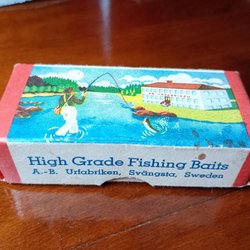 High Grade Fishing Baits
A.-B. Urfabriken, Svängsta, Sweden